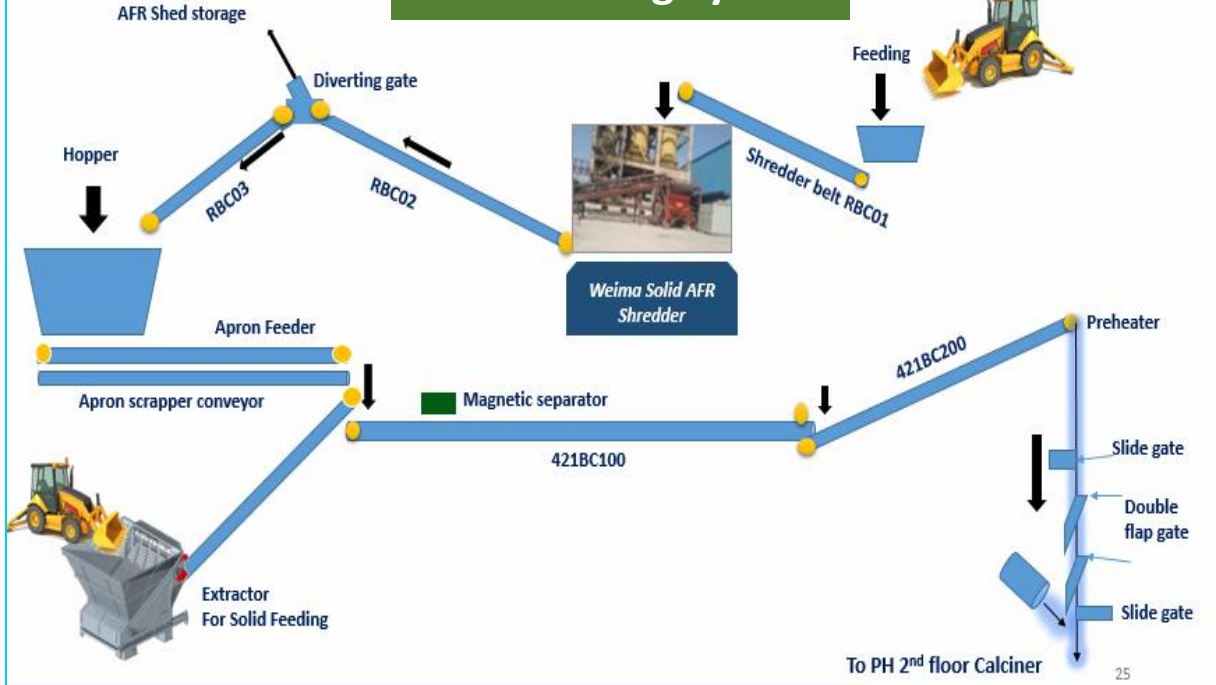 AFR Shed storage
Diverting gate
Feeding
Hopper
RBC03
RBC02
Shredder belt RBC01
Weima Solid AFR
Shredder
Apron Feeder
Apron scrapper conveyor
Magnetic separator
421BC100
421BC200
Preheater
Slide gate
Double
flap gate
Slide gate
Extractor
For Solid Feeding
To PH 2nd floor Calciner
25